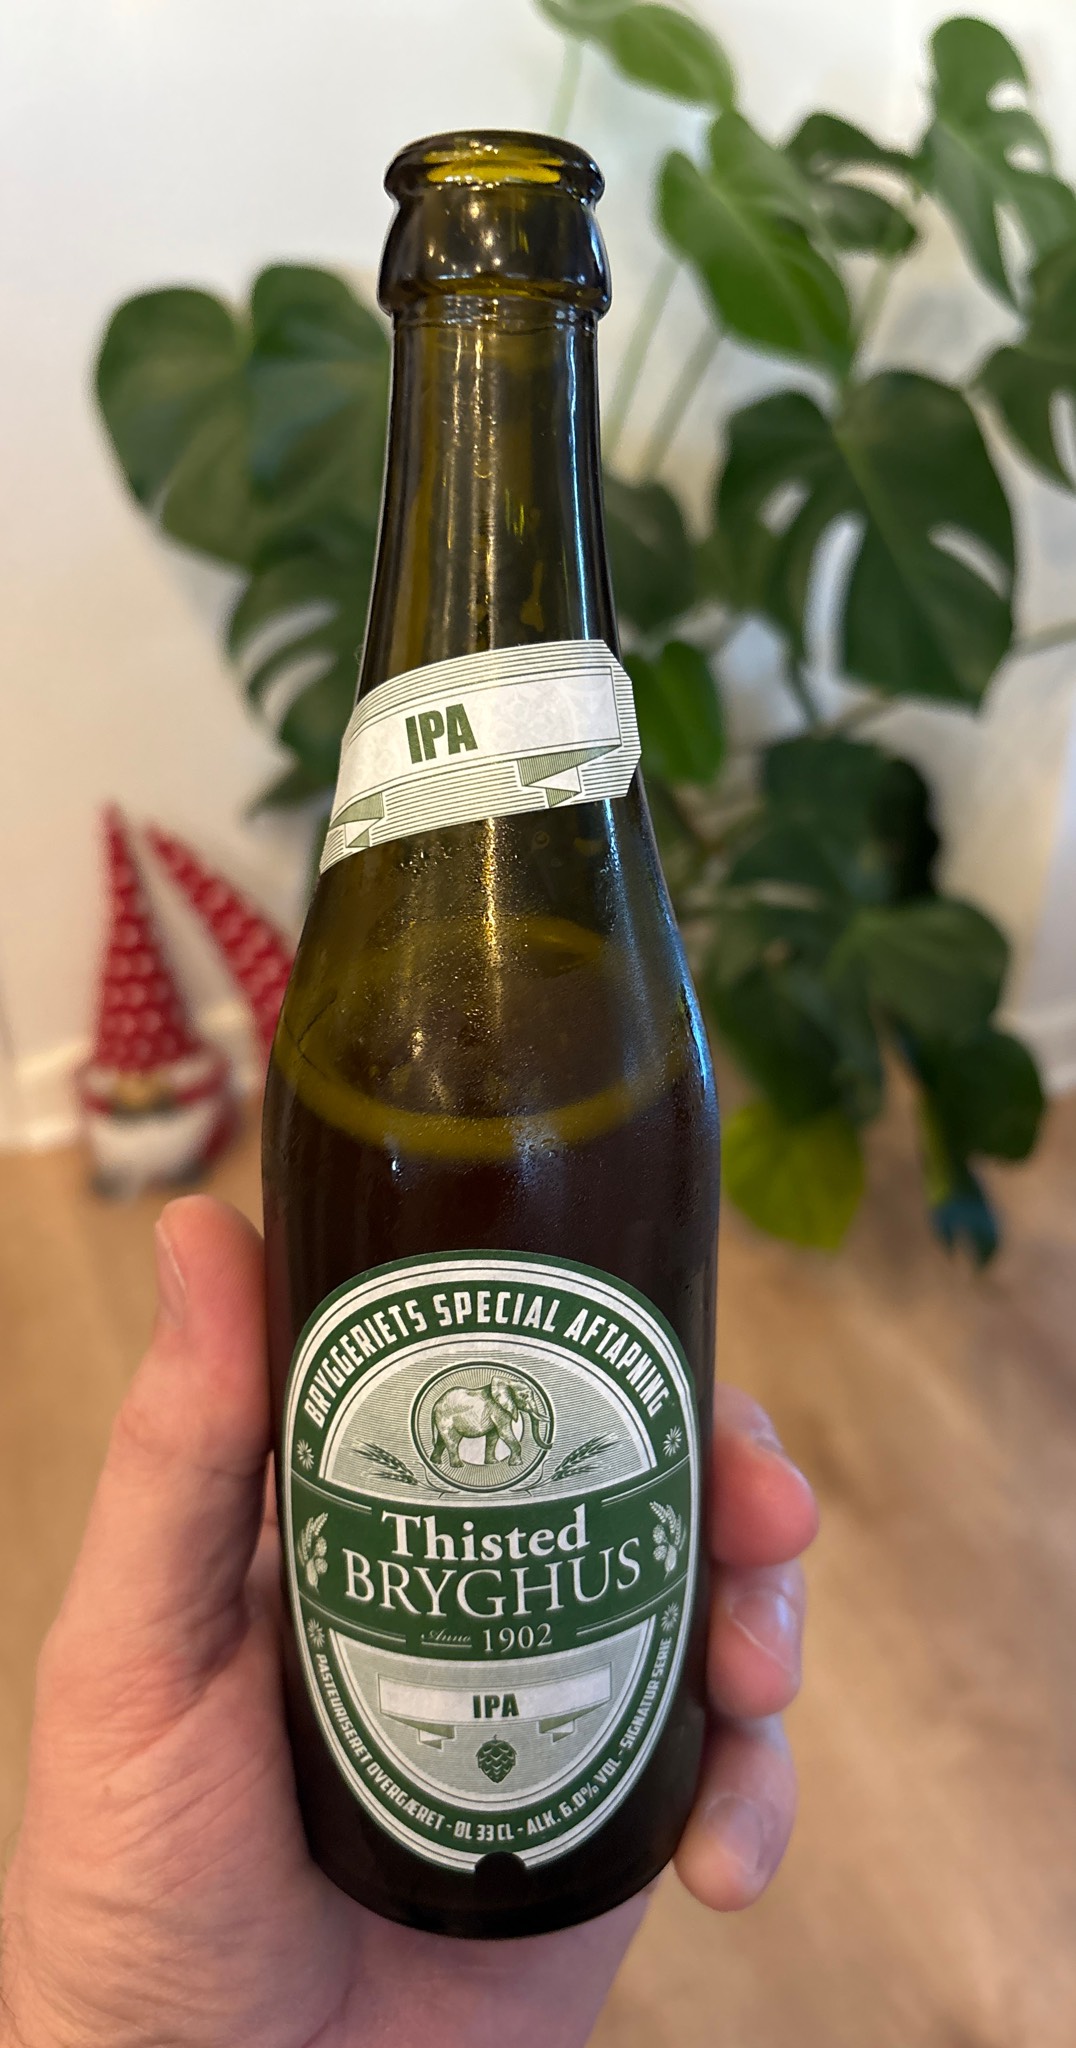 IPA
BRYGGERIETS SPECIAL AFTAPNING
Thisted
BRYGHUS
Anno 1902
IPA
PASTEURISERET OVERGÆRET - ØL 33 CL - ALK. 6.0% VOL - SIGNATUR SERIE